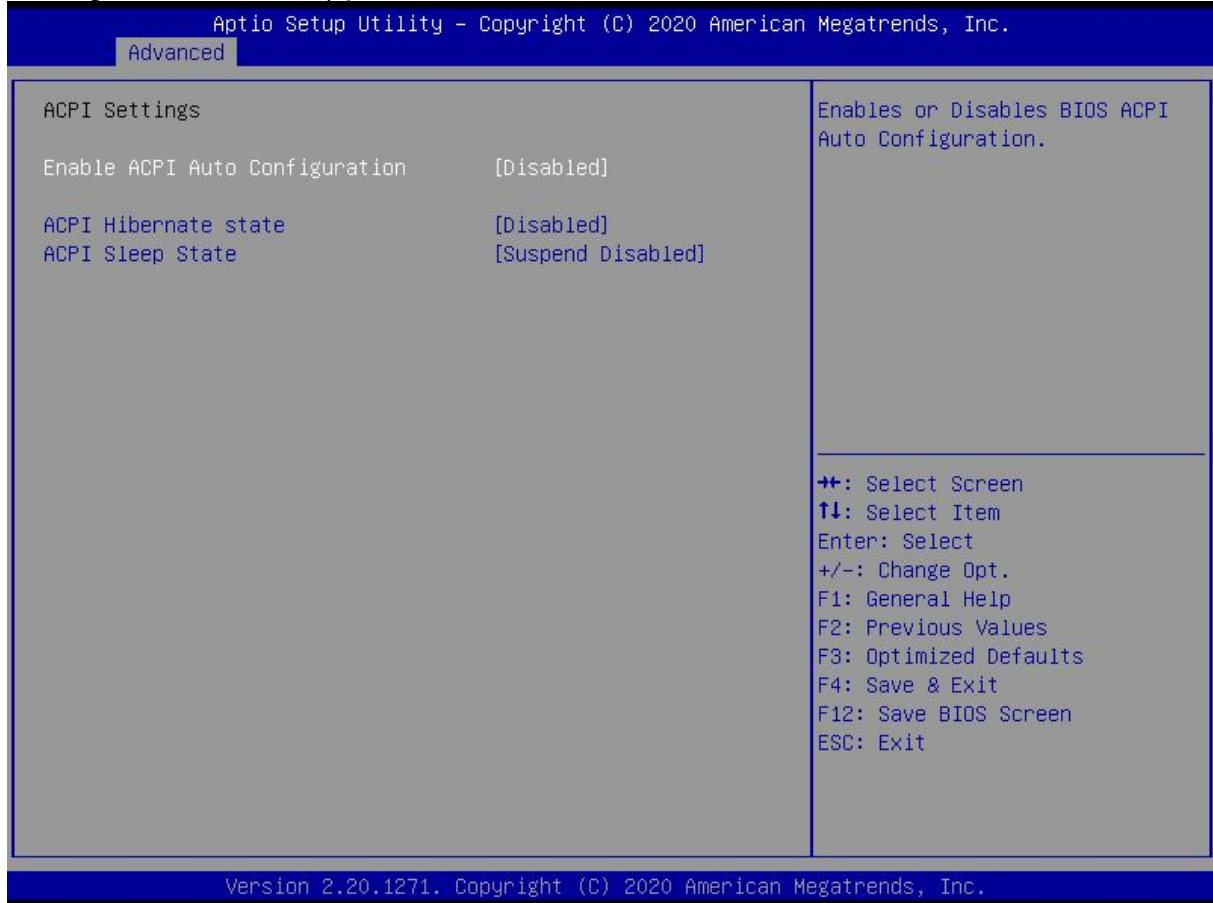 Aptio Setup Utility – Copyright (C) 2020 American Megatrends, Inc.
Advanced
ACPI Settings
Enable ACPI Auto Configuration [Disabled]
ACPI Hibernate state [Disabled]
ACPI Sleep State [Suspend Disabled]
Enables or Disables BIOS ACPI
Auto Configuration.
→←: Select Screen
↑↓: Select Item
Enter: Select
+/-: Change Opt.
F1: General Help
F2: Previous Values
F3: Optimized Defaults
F4: Save & Exit
F12: Save BIOS Screen
ESC: Exit
Version 2.20.1271. Copyright (C) 2020 American Megatrends, Inc.